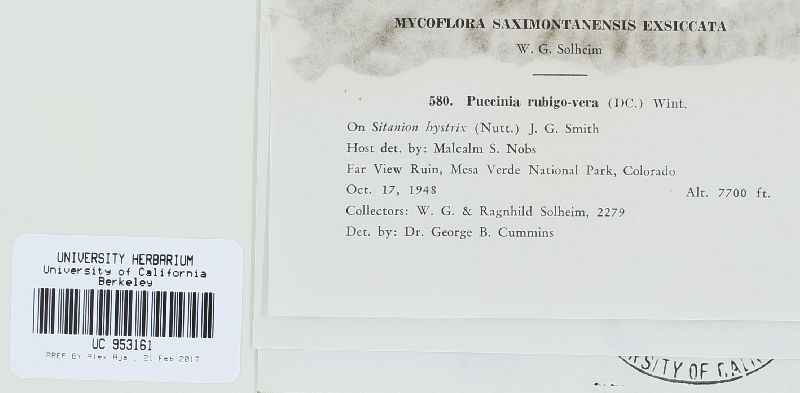 MYCOFLORA SAXIMONTANENSIS EXSICCATA
W. G. Solheim
580. Puccinia rubigo-vera (DC.) Wint.
On Sitanion hystrix (Nutt.) J. G. Smith
Host det. by: Malcalm S. Nobs
Far View Ruin, Mesa Verde National Park, Colorado
Oct. 17, 1948 Alt. 7700 ft.
Collectors: W. G. & Ragnhild Solheim, 2279
Det. by: Dr. George B. Cummins
UNIVERSITY HERBARIUM
University of California
Berkeley
UC 953161
PREP BY Alex Aja , 21 Feb 2017
RSITY OF CALI